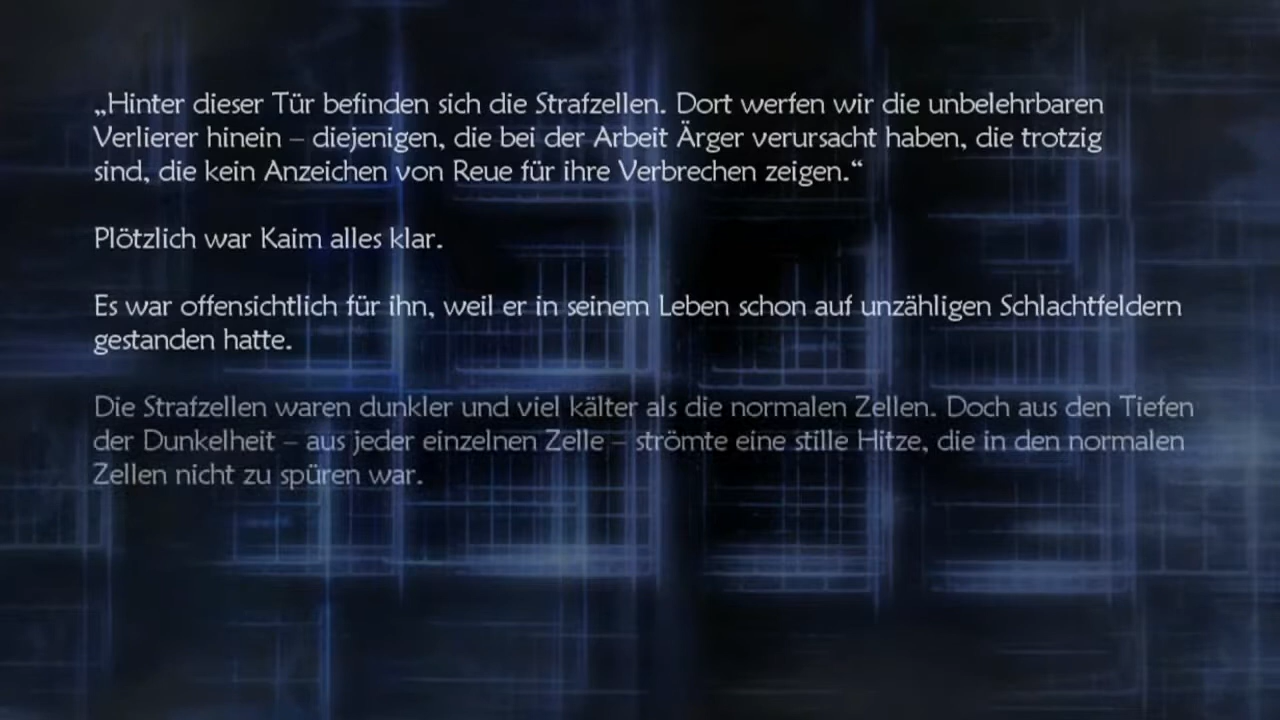 „Hinter dieser Tür befinden sich die Strafzellen. Dort werfen wir die unbelehrbaren
Verlierer hinein – diejenigen, die bei der Arbeit Ärger verursacht haben, die trotzig
sind, die kein Anzeichen von Reue für ihre Verbrechen zeigen.“
Plötzlich war Kaim alles klar.
Es war offensichtlich für ihn, weil er in seinem Leben schon auf unzähligen Schlachtfeldern
gestanden hatte.
Die Strafzellen waren dunkler und viel kälter als die normalen Zellen. Doch aus den Tiefen
der Dunkelheit – aus jeder einzelnen Zelle – strömte eine stille Hitze, die in den normalen
Zellen nicht zu spüren war.